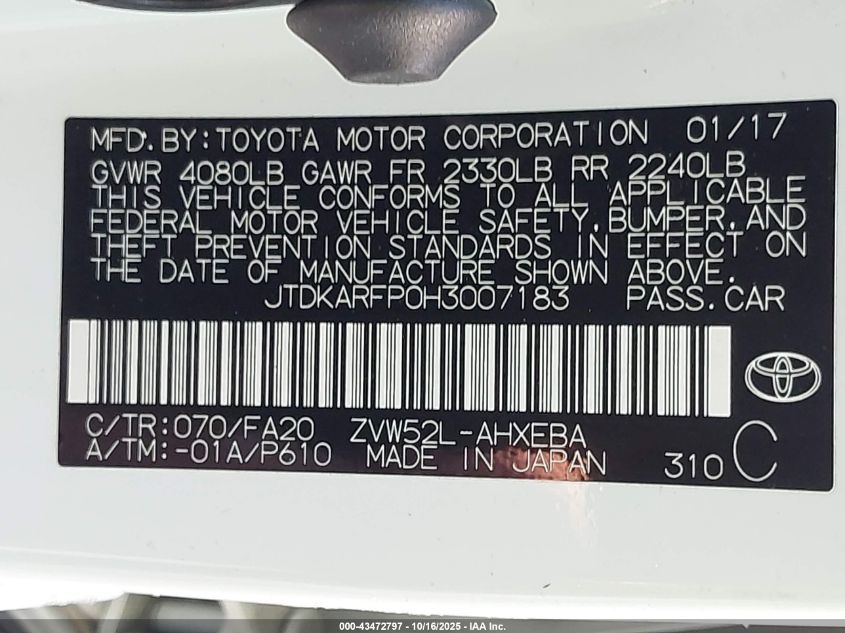 MFD. BY: TOYOTA MOTOR CORPORATION 01/17
GVWR 4080LB GAWR FR 2330LB RR 2240LB
THIS VEHICLE CONFORMS TO ALL APPLICABLE
FEDERAL MOTOR VEHICLE SAFETY, BUMPER, AND
THEFT PREVENTION STANDARDS IN EFFECT ON
THE DATE OF MANUFACTURE SHOWN ABOVE.
JTDKARFP0H3007183 PASS. CAR
C/TR: 070/FA20 ZVW52L-AHXEBA
A/TM: -01A/P610 MADE IN JAPAN 310 C
000-43472797 - 10/16/2025 - IAA Inc.